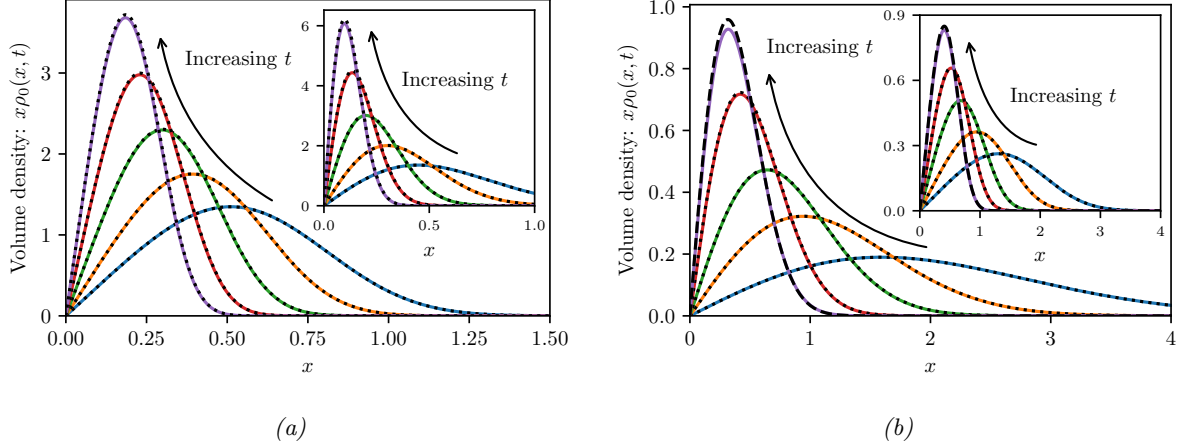 Volume density: xρ₀(x, t)
3
2
1
0
0.00 0.25 0.50 0.75 1.00 1.25 1.50
x
Increasing t
6
4
2
0
0.0 0.5 1.0
x
Increasing t
(a)
Volume density: xρ₀(x, t)
1.0
0.8
0.6
0.4
0.2
0.0
0 1 2 3 4
x
Increasing t
0.9
0.6
0.3
0.0
0 1 2 3 4
x
Increasing t
(b)